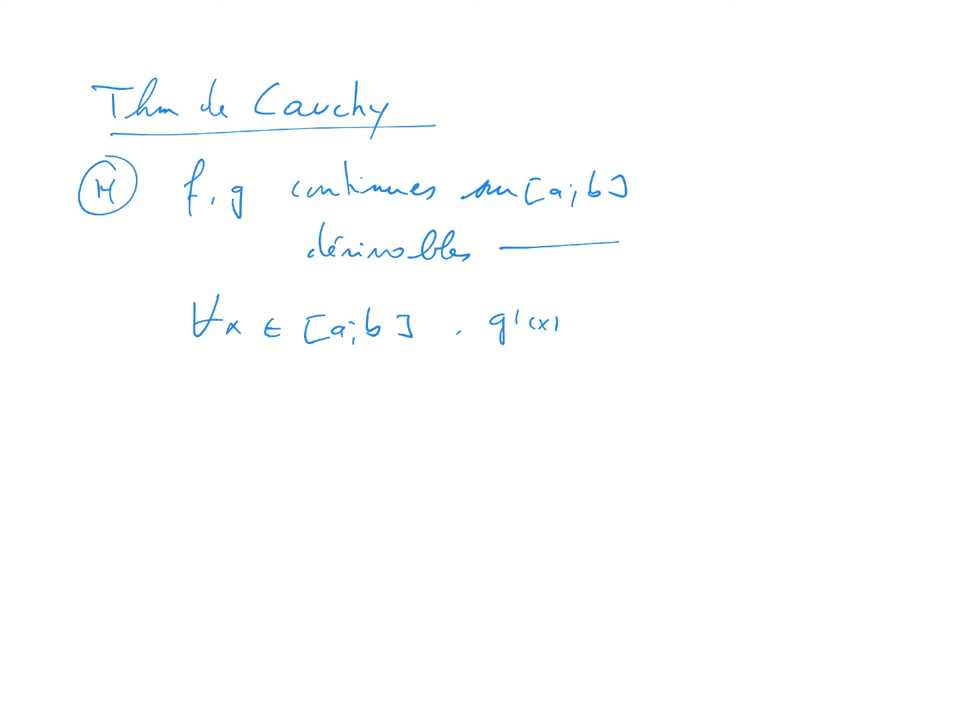 Thm de Cauchy
(H) f, g continues sur [a; b]
dérivables ———
∀x ∈ [a; b], g'(x)